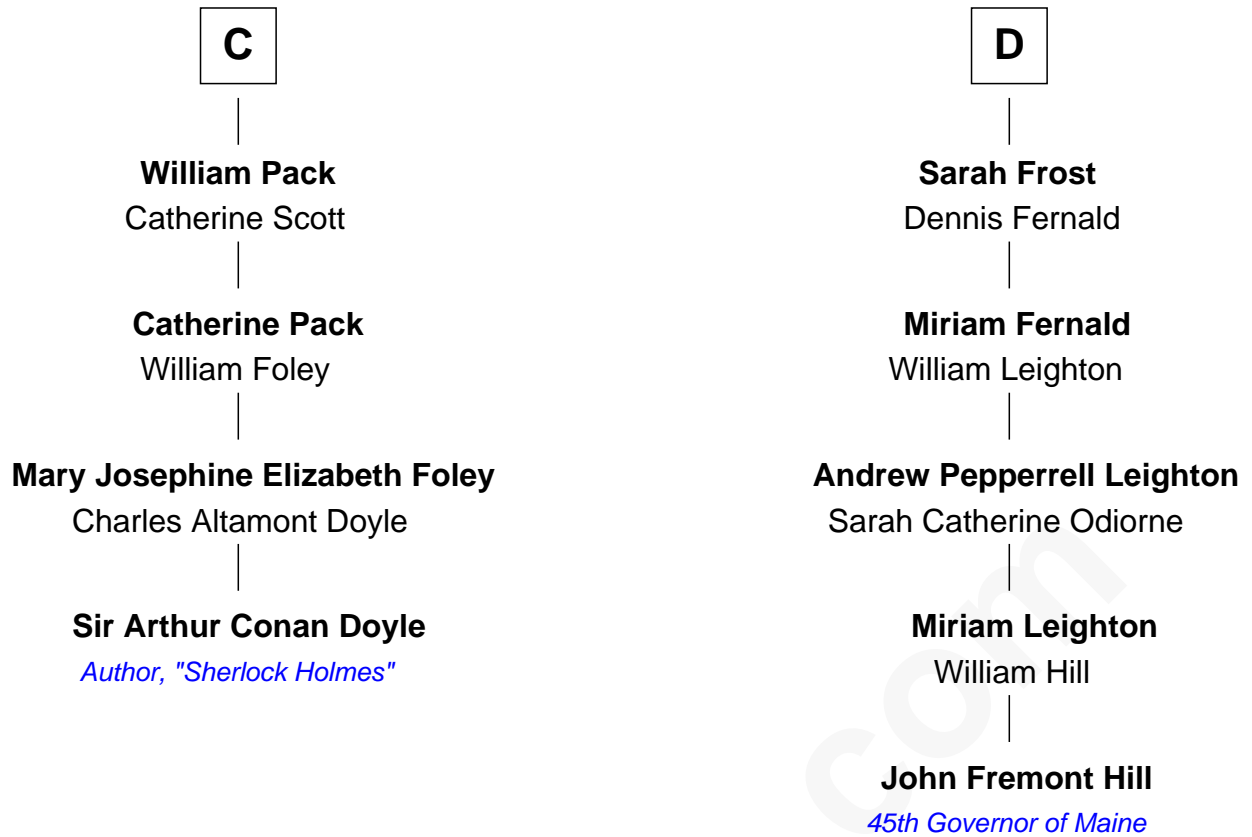 C
William Pack
Catherine Scott
Catherine Pack
William Foley
Mary Josephine Elizabeth Foley
Charles Altamont Doyle
Sir Arthur Conan Doyle
Author, "Sherlock Holmes"
D
Sarah Frost
Dennis Fernald
Miriam Fernald
William Leighton
Andrew Pepperrell Leighton
Sarah Catherine Odiorne
Miriam Leighton
William Hill
John Fremont Hill
45th Governor of Maine
com